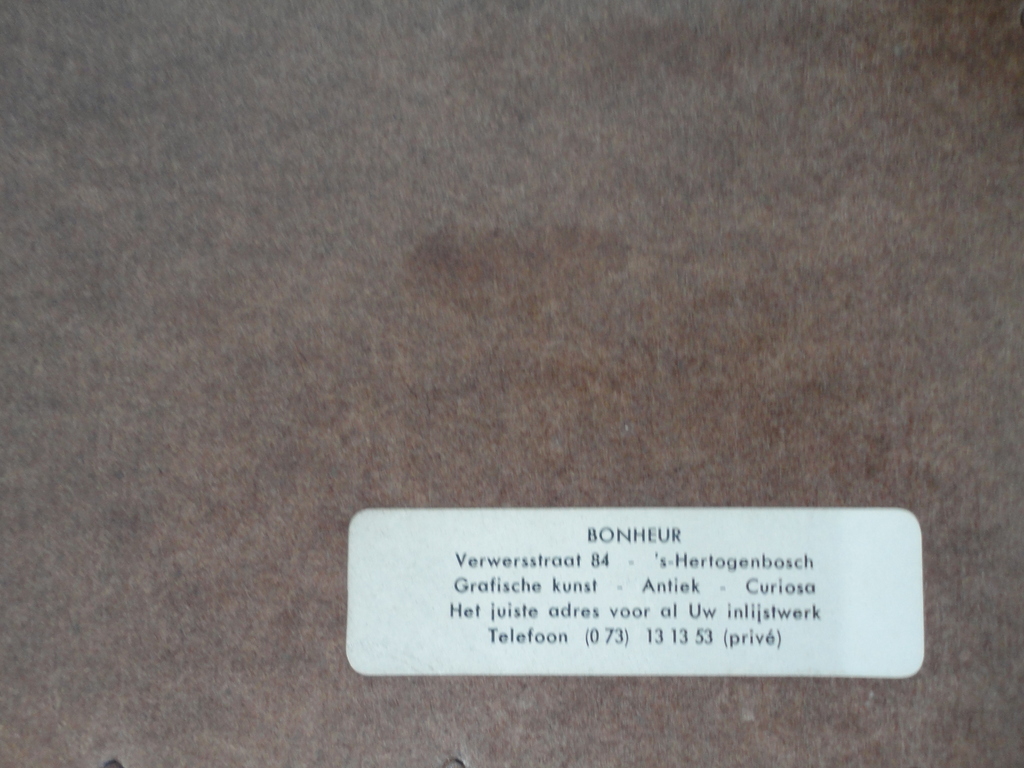 BONHEUR
Verwersstraat 84 - 's-Hertogenbosch
Grafische kunst - Antiek - Curiosa
Het juiste adres voor al Uw inlijstwerk
Telefoon (0 73) 13 13 53 (privé)